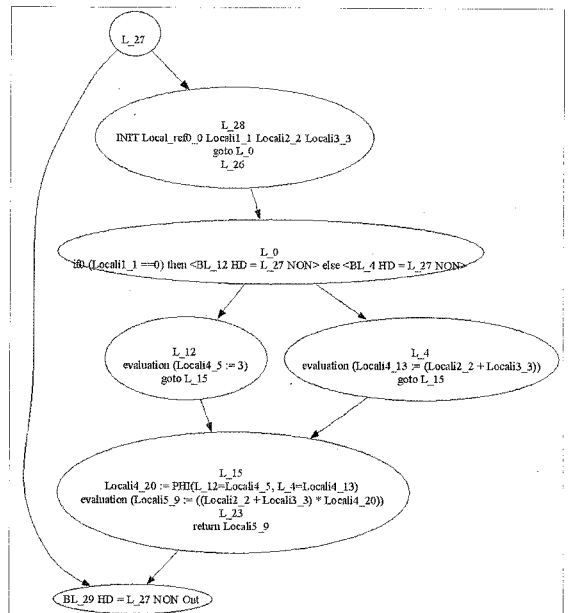 L_27
L_28
INIT Local_ref0_0 Locali1_1 Locali2_2 Locali3_3
goto L_0
L_26
L_0
if0 (Locali1_1 ==0) then <BL_12 HD = L_27 NON> else <BL_4 HD = L_27 NON>
L_12
evaluation (Locali4_5 := 3)
goto L_15
L_4
evaluation (Locali4_13 := (Locali2_2 + Locali3_3))
goto L_15
L_15
Locali4_20 := PHI(L_12=Locali4_5, L_4=Locali4_13)
evaluation (Locali5_9 := ((Locali2_2 + Locali3_3) * Locali4_20))
L_23
return Locali5_9
BL_29 HD = L_27 NON Out